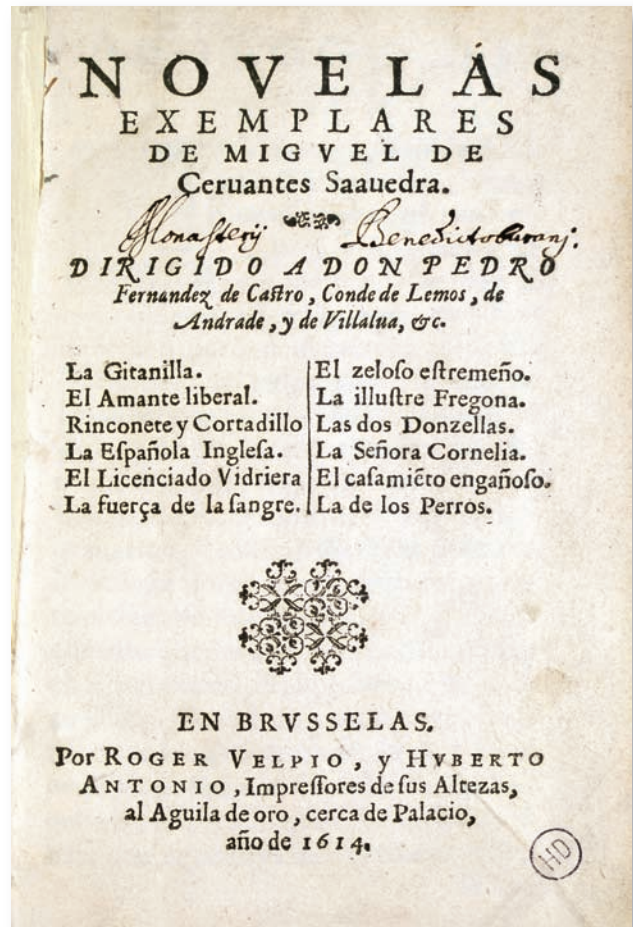 NOVELAS
EXEMPLARES
DE MIGVEL DE
Ceruantes Saauedra.
Monasterij Benedictoburanj.
DIRIGIDO A DON PEDRO
Fernandez de Caſtro, Conde de Lemos, de
Andrade, y de Villalua, &c.
La Gitanilla.
El Amante liberal.
Rinconete y Cortadillo
La Eſpañola Ingleſa.
El Licenciado Vidriera
La fuerça de la ſangre.
El zeloſo eſtremeño.
La illuſtre Fregona.
Las dos Donzellas.
La Señora Cornelia.
El caſamiẽto engañoſo.
La de los Perros.
EN BRVSSELAS.
Por ROGER VELPIO, y HVBERTO
ANTONIO, Impreſſores de ſus Altezas,
al Aguila de oro, cerca de Palacio,
año de 1614.
HD